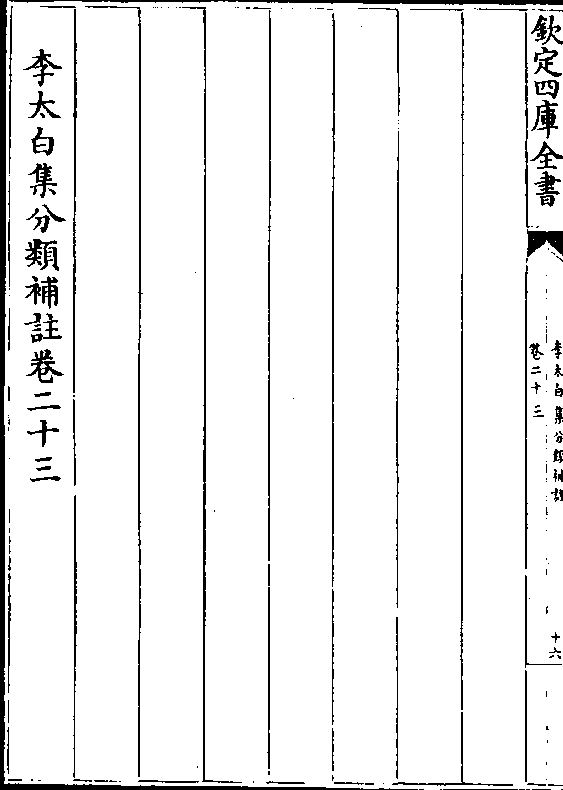 欽定四庫全書
李太白集分類補註
卷二十三
十六
李太白集分類補註卷二十三